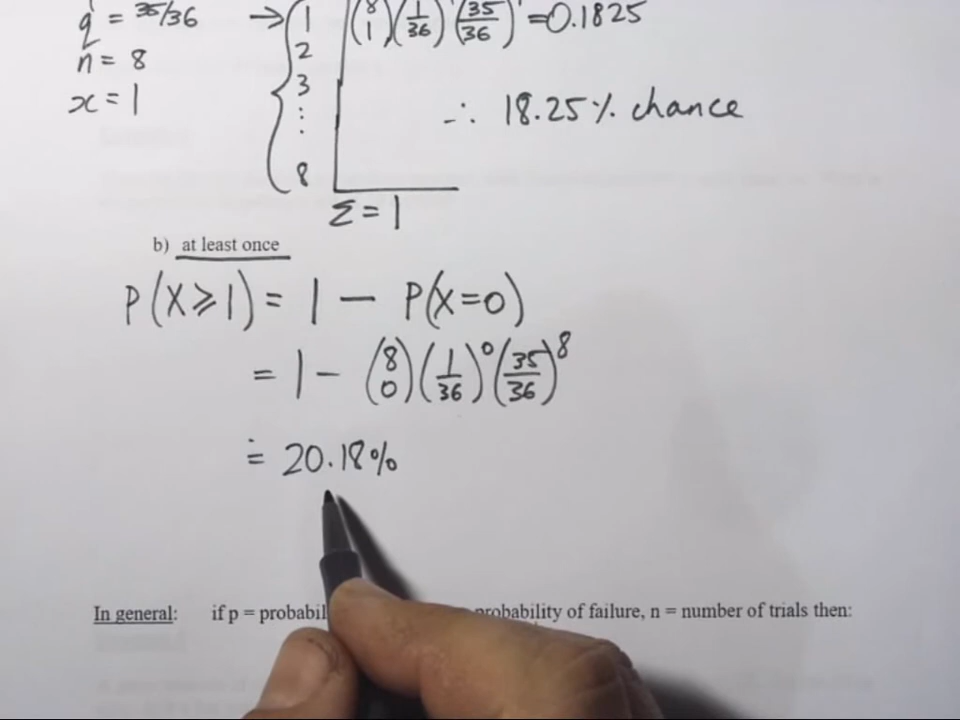 q = 35/36 → 1 (8 1)(1/36)(35/36)¹ = 0.1825
n = 8 2
x = 1 3
⋮ ∴ 18.25% chance
8
Σ = 1
b) at least once
P(X ≥ 1) = 1 − P(X=0)
= 1 − (8 0)(1/36)⁰(35/36)⁸
≐ 20.18%
In general: if p = probability of failure, n = number of trials then: